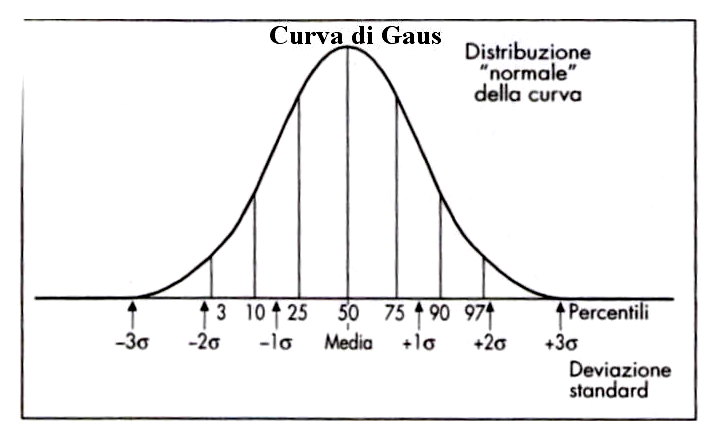 Curva di Gaus
Distribuzione
"normale"
della curva
3 10 25 50 75 90 97 Percentili
-3σ -2σ -1σ Media +1σ +2σ +3σ
Deviazione
standard